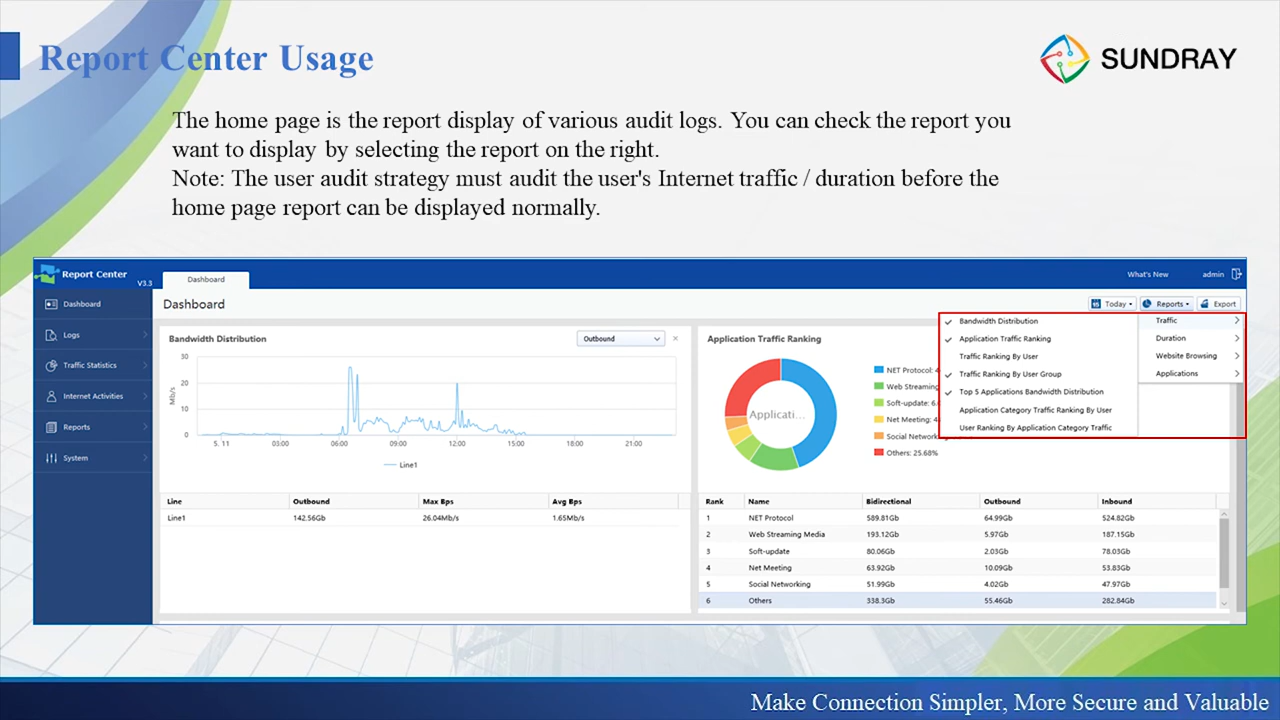 Report Center Usage
SUNDRAY
The home page is the report display of various audit logs. You can check the report you
want to display by selecting the report on the right.
Note: The user audit strategy must audit the user's Internet traffic / duration before the
home page report can be displayed normally.
Report Center V3.3
Dashboard
What's New
admin
Dashboard
Logs
Traffic Statistics
Internet Activities
Reports
System
Dashboard
Today
Reports
Export
Bandwidth Distribution
Outbound
×
Mb/s
30
20
10
0
5. 11 03:00 06:00 09:00 12:00 15:00 18:00 21:00
Line1
Line Outbound Max Bps Avg Bps
Line1 142.56Gb 26.04Mb/s 1.65Mb/s
Application Traffic Ranking
Applicati...
NET Protocol:
Web Streaming
Soft-update: 6.
Net Meeting: 4
Social Network
Others: 25.68%
Bandwidth Distribution
Application Traffic Ranking
Traffic Ranking By User
Traffic Ranking By User Group
Top 5 Applications Bandwidth Distribution
Application Category Traffic Ranking By User
User Ranking By Application Category Traffic
Traffic
Duration
Website Browsing
Applications
Rank Name Bidirectional Outbound Inbound
1 NET Protocol 589.81Gb 64.99Gb 524.82Gb
2 Web Streaming Media 193.12Gb 5.97Gb 187.15Gb
3 Soft-update 80.06Gb 2.03Gb 78.03Gb
4 Net Meeting 63.92Gb 10.09Gb 53.83Gb
5 Social Networking 51.99Gb 4.02Gb 47.97Gb
6 Others 338.3Gb 55.46Gb 282.84Gb
Make Connection Simpler, More Secure and Valuable